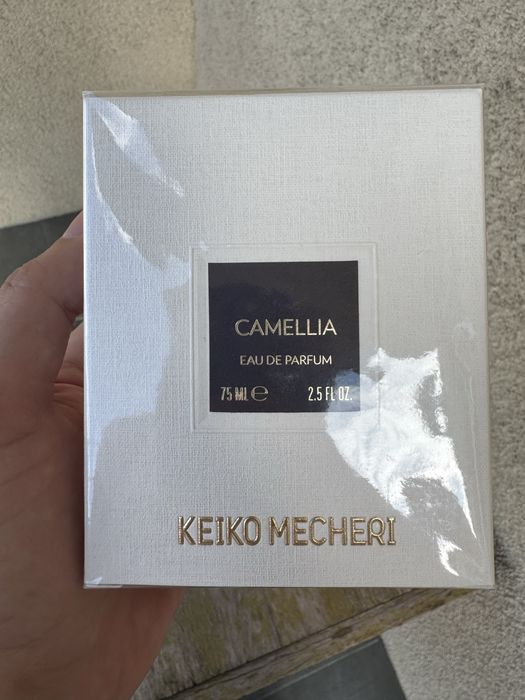 CAMELLIA
EAU DE PARFUM
75 ML ℮ 2.5 FL OZ.
KEIKO MECHERI